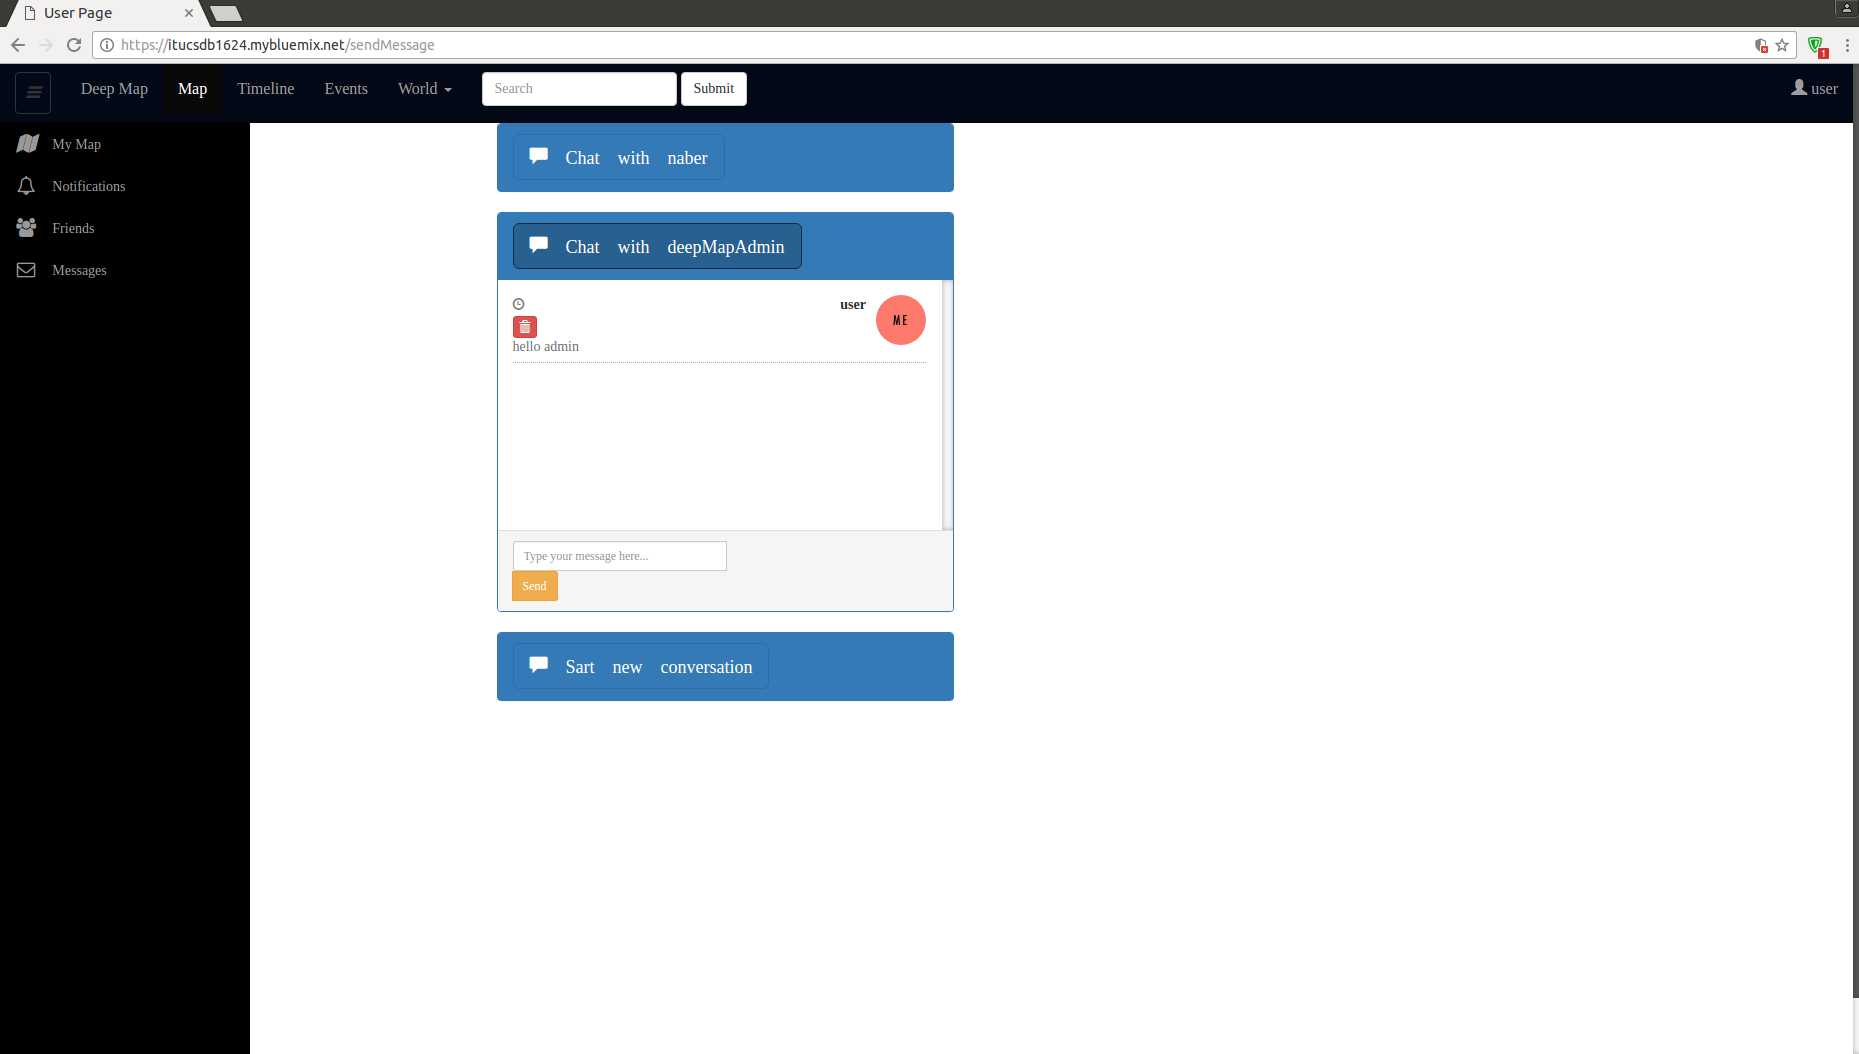 User Page
https://itucsdb1624.mybluemix.net/sendMessage
1
Deep Map Map Timeline Events World Search Submit user
My Map
Notifications
Friends
Messages
Chat with naber
Chat with deepMapAdmin
user ME
hello admin
Type your message here...
Send
Sart new conversation